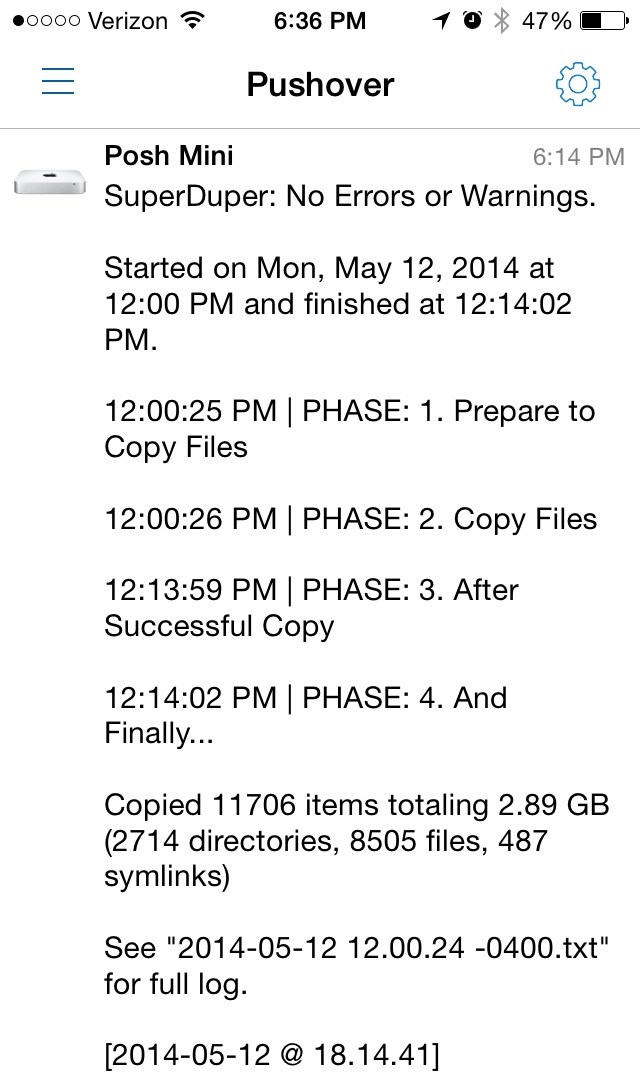 Verizon 6:36 PM 47%
Pushover
Posh Mini 6:14 PM
SuperDuper: No Errors or Warnings.
Started on Mon, May 12, 2014 at
12:00 PM and finished at 12:14:02
PM.
12:00:25 PM | PHASE: 1. Prepare to
Copy Files
12:00:26 PM | PHASE: 2. Copy Files
12:13:59 PM | PHASE: 3. After
Successful Copy
12:14:02 PM | PHASE: 4. And
Finally...
Copied 11706 items totaling 2.89 GB
(2714 directories, 8505 files, 487
symlinks)
See "2014-05-12 12.00.24 -0400.txt"
for full log.
[2014-05-12 @ 18.14.41]